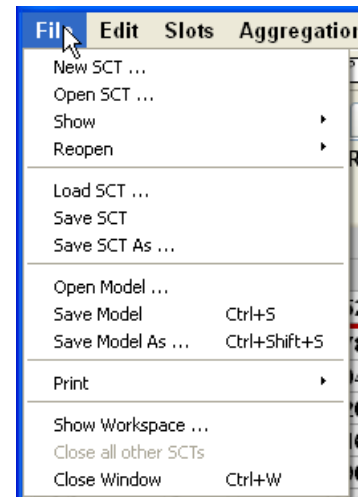 File Edit Slots Aggregation
New SCT ...
Open SCT ...
Show
Reopen
Load SCT ...
Save SCT
Save SCT As ...
Open Model ...
Save Model Ctrl+S
Save Model As ... Ctrl+Shift+S
Print
Show Workspace ...
Close all other SCTs
Close Window Ctrl+W